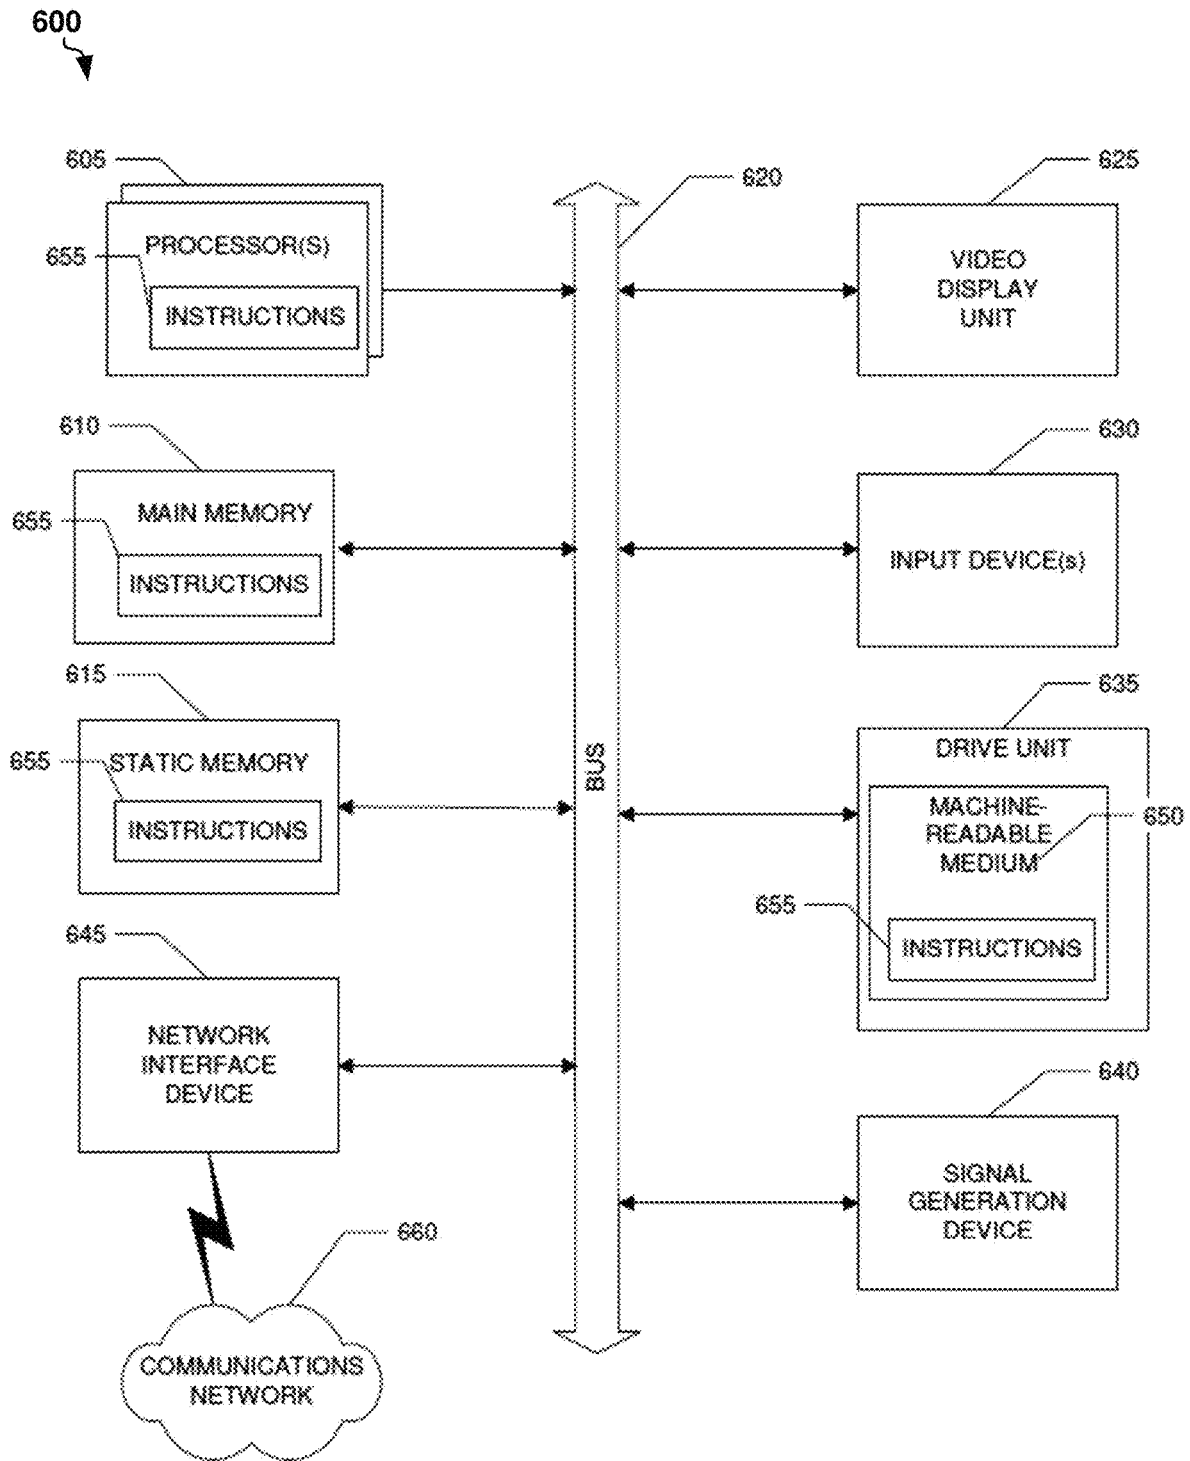 600
605
PROCESSOR(S)
655
INSTRUCTIONS
610
MAIN MEMORY
655
INSTRUCTIONS
615
STATIC MEMORY
655
INSTRUCTIONS
645
NETWORK
INTERFACE
DEVICE
660
COMMUNICATIONS
NETWORK
620
BUS
625
VIDEO
DISPLAY
UNIT
630
INPUT DEVICE(s)
635
DRIVE UNIT
MACHINE-
READABLE
MEDIUM
650
655
INSTRUCTIONS
640
SIGNAL
GENERATION
DEVICE